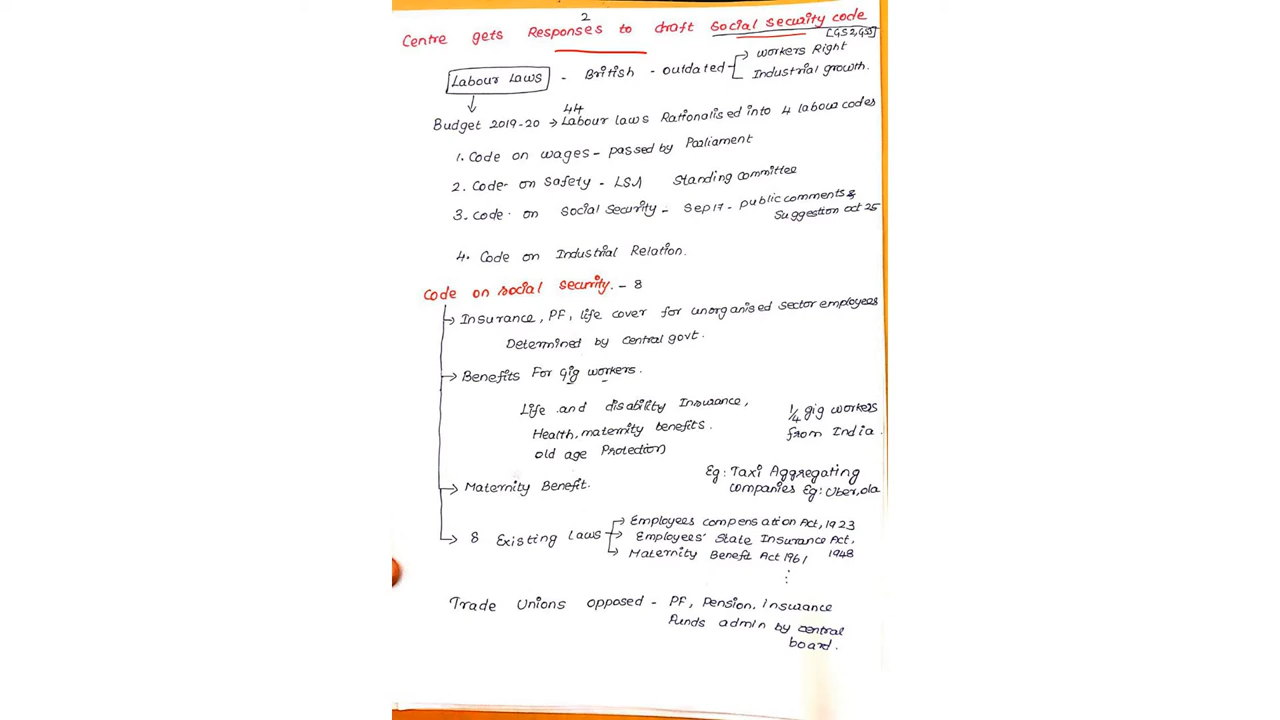 2
Centre gets Responses to draft Social security code
[GS2, GS3]
Labour Laws - British - outdated - workers Right
Industrial growth.
44
Budget 2019-20 → Labour laws Rationalised into 4 labour codes
1. Code on wages - passed by Parliament
2. Code on Safety - LSA Standing committee
3. Code on Social Security - Sep 17 - public comments &
Suggestion oct 25
4. Code on Industrial Relation.
Code on social security. - 8
→ Insurance, PF, life cover for unorganised sector employees
Determined by central govt.
→ Benefits For Gig workers.
Life and disability Insurance,
Health, maternity benefits.
old age Protection
1/4 gig workers
from India.
Eg: Taxi Aggregating
companies Eg: Uber, ola
→ Maternity Benefit.
→ 8 Existing Laws → Employees compensation Act, 1923
→ Employees' State Insurance Act,
1948
→ Maternity Benefit Act 1961
⋮
Trade Unions opposed - PF, Pension, Insurance
Funds admin by central
board.